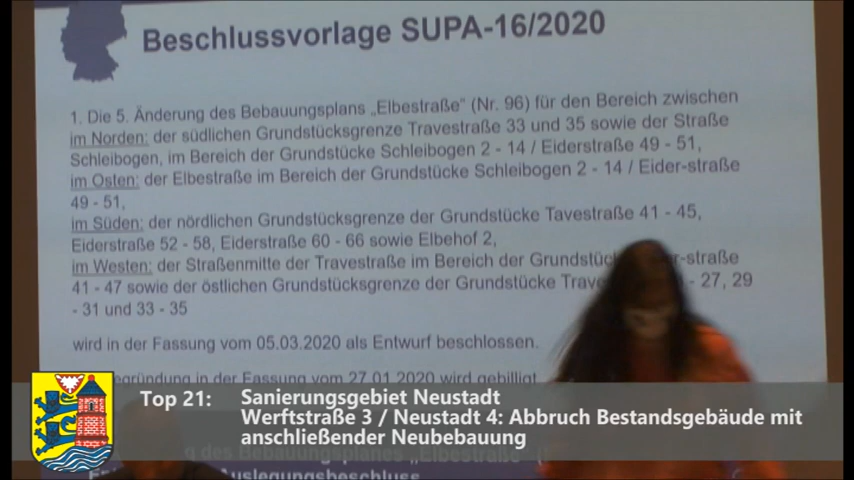 Beschlussvorlage SUPA-16/2020
1. Die 5. Änderung des Bebauungsplans „Elbestraße“ (Nr. 96) für den Bereich zwischen
im Norden: der südlichen Grundstücksgrenze Travestraße 33 und 35 sowie der Straße
Schleibogen, im Bereich der Grundstücke Schleibogen 2 - 14 / Eiderstraße 49 - 51,
im Osten: der Elbestraße im Bereich der Grundstücke Schleibogen 2 - 14 / Eider-straße
49 - 51,
im Süden: der nördlichen Grundstücksgrenze der Grundstücke Tavestraße 41 - 45,
Eiderstraße 52 - 58, Eiderstraße 60 - 66 sowie Elbehof 2,
im Westen: der Straßenmitte der Travestraße im Bereich der -straße
41 - 47 sowie der östlichen Grundstücksgrenze der Grundstücke - 27, 29
- 31 und 33 - 35
wird in der Fassung vom 05.03.2020 als Entwurf beschlossen.
in der Fassung vom 27.01.2020 wird gebilligt
Top 21: Sanierungsgebiet Neustadt
Werftstraße 3 / Neustadt 4: Abbruch Bestandsgebäude mit
anschließender Neubebauung
des Bebauungsplanes „Elbestraße“
Auslegungsbeschluss